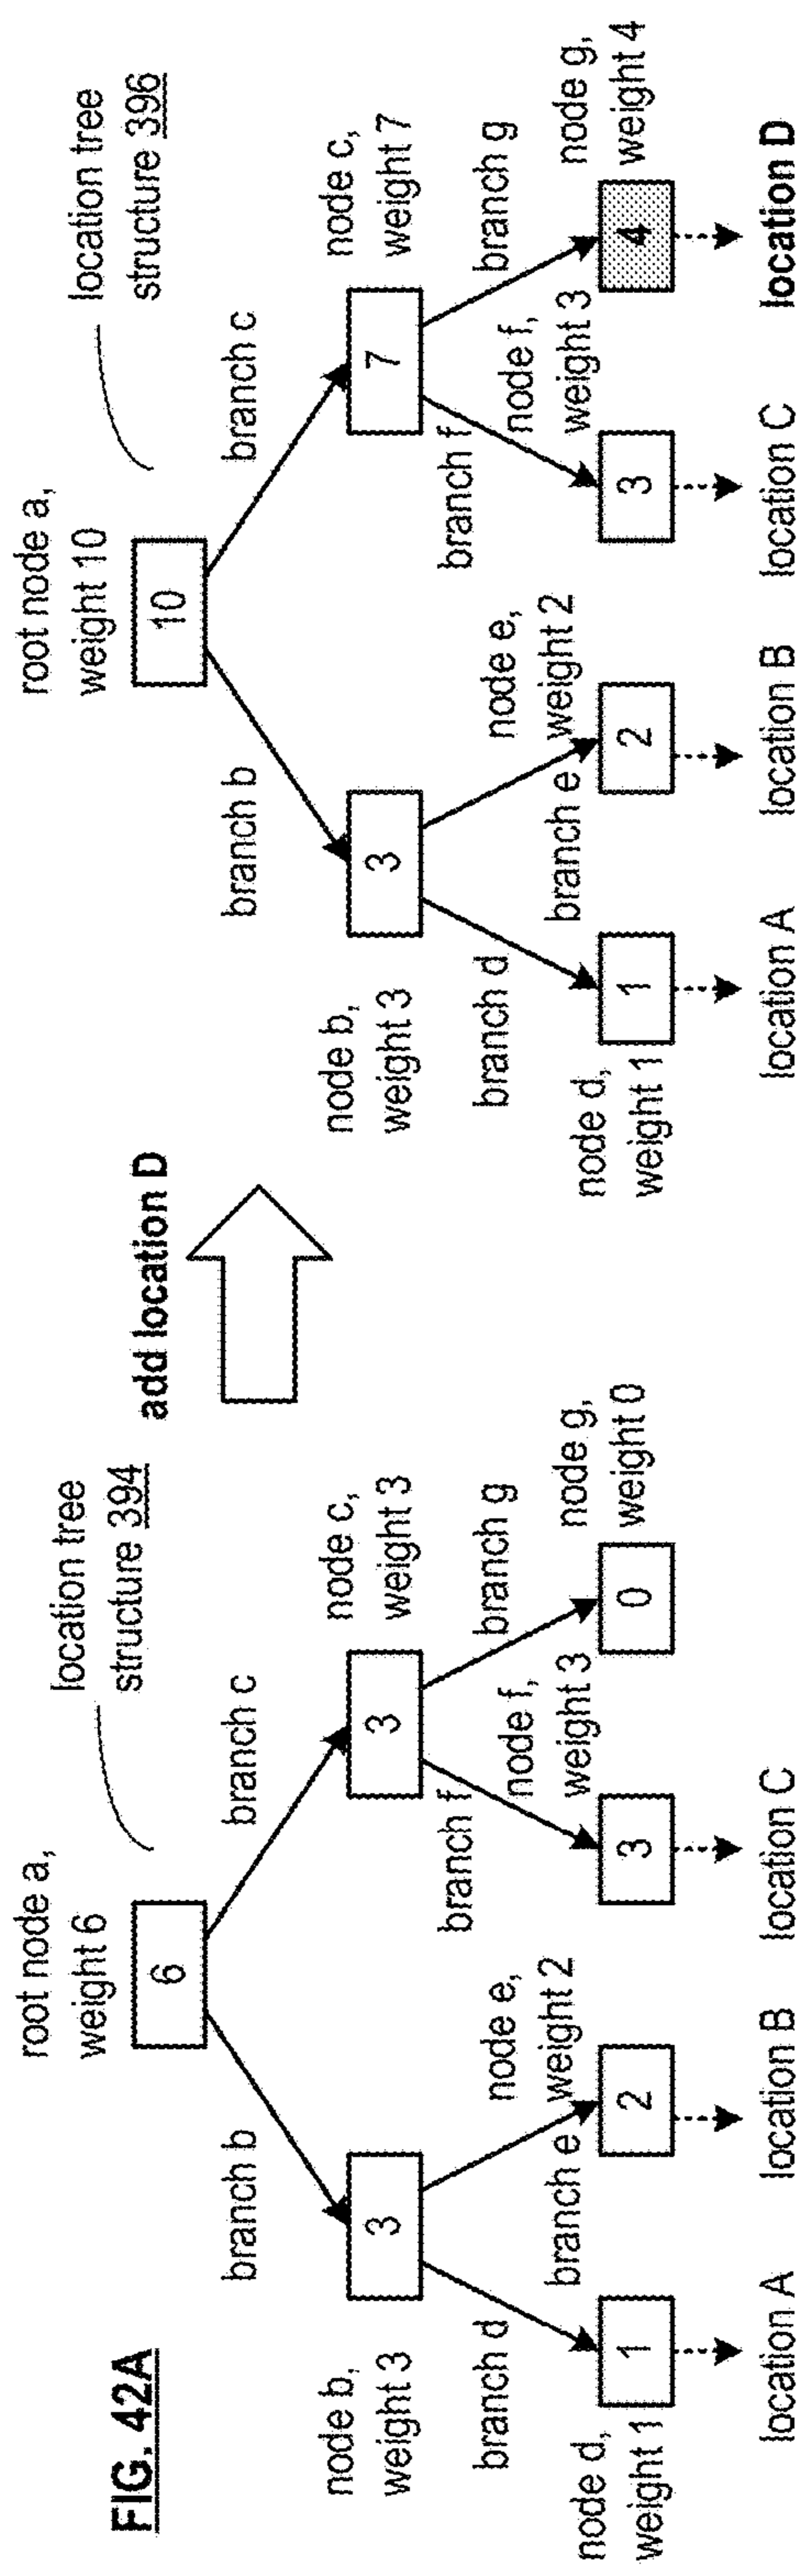 FIG. 42A
root node a,
weight 6
location tree
structure 394
6
branch b
branch c
node b,
weight 3
3
3
node c,
weight 3
branch d
branch e
node e,
weight 2
branch f
node f,
weight 3
branch g
node g,
weight 0
node d,
weight 1
1
2
3
0
location A
location B
location C
add location D
root node a,
weight 10
location tree
structure 396
10
branch b
branch c
node b,
weight 3
3
7
node c,
weight 7
branch d
branch e
node e,
weight 2
branch f
node f,
weight 3
branch g
node g,
weight 4
node d,
weight 1
1
2
3
4
location A
location B
location C
location D